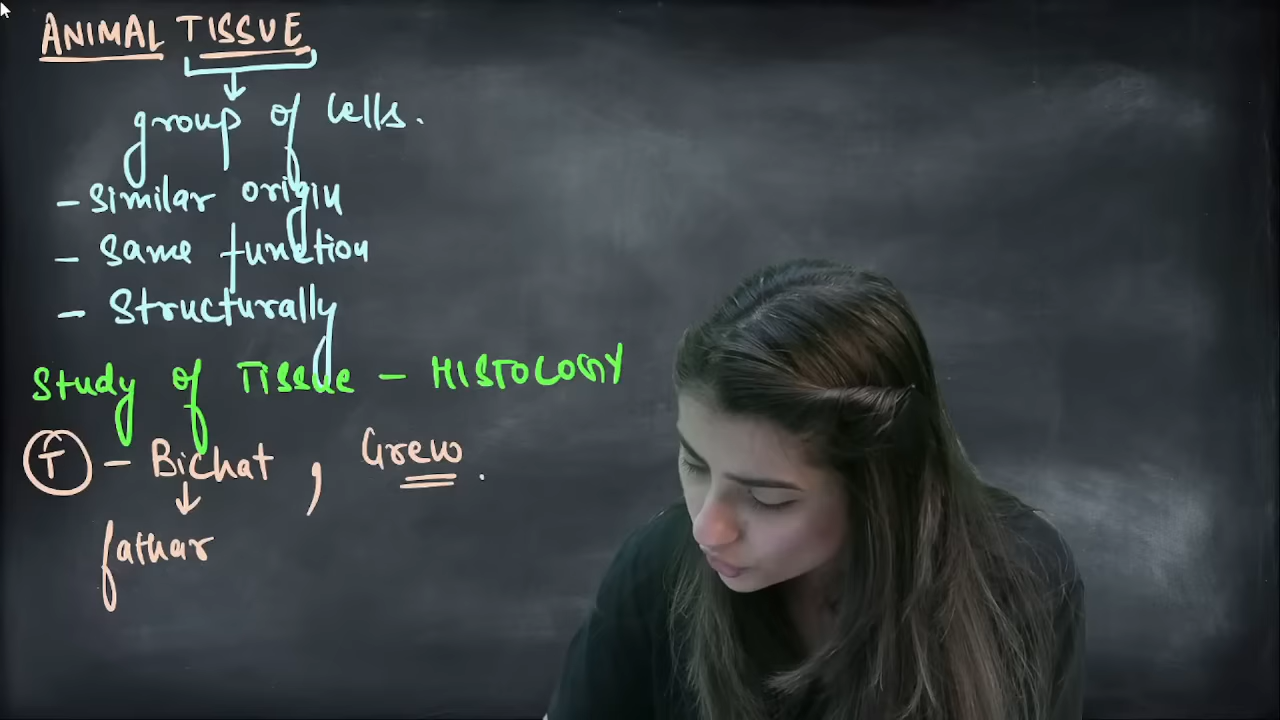 ANIMAL TISSUE
group of cells.
- Similar origin
- Same function
- Structurally
Study of Tissue - HISTOLOGY
T - Bichat , Grew.
father